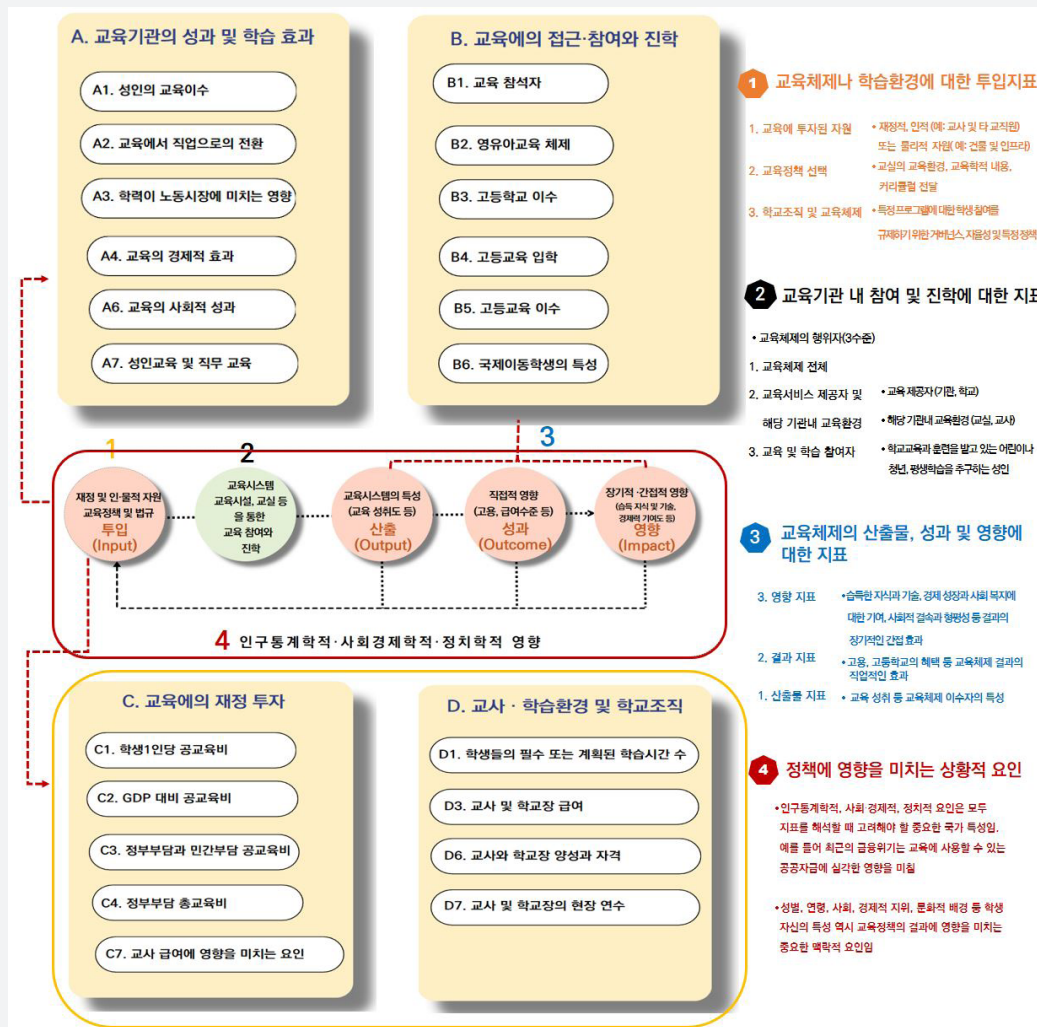 A. 교육기관의 성과 및 학습 효과
A1. 성인의 교육이수
A2. 교육에서 직업으로의 전환
A3. 학력이 노동시장에 미치는 영향
A4. 교육의 경제적 효과
A6. 교육의 사회적 성과
A7. 성인교육 및 직무 교육
B. 교육에의 접근·참여와 진학
B1. 교육 참석자
B2. 영유아교육 체제
B3. 고등학교 이수
B4. 고등교육 입학
B5. 고등교육 이수
B6. 국제이동학생의 특성
1
재정 및 인·물적 자원
교육정책 및 법규
투입
(Input)
2
교육시스템
교육시설, 교실 등
을 통한
교육 참여와
진학
3
교육시스템의 특성
(교육 성취도 등)
산출
(Output)
직접적 영향
(고용, 급여수준 등)
성과
(Outcome)
장기적·간접적 영향
(습득 지식 및 기술,
경제력 기여도 등)
영향
(Impact)
4 인구통계학적·사회경제학적·정치학적 영향
C. 교육에의 재정 투자
C1. 학생1인당 공교육비
C2. GDP 대비 공교육비
C3. 정부부담과 민간부담 공교육비
C4. 정부부담 총교육비
C7. 교사 급여에 영향을 미치는 요인
D. 교사 · 학습환경 및 학교조직
D1. 학생들의 필수 또는 계획된 학습시간 수
D3. 교사 및 학교장 급여
D6. 교사와 학교장 양성과 자격
D7. 교사 및 학교장의 현장 연수
1 교육체제나 학습환경에 대한 투입지표
1. 교육에 투자된 자원
• 재정적, 인적 (예: 교사 및 타 교직원)
또는 물리적 자원( 예: 건물 및 인프라)
2. 교육정책 선택
• 교실의 교육환경, 교육학적 내용,
커리큘럼 전달
3. 학교조직 및 교육체제
• 특정 프로그램에 대한 학생 참여를
규제하기 위한 거버넌스, 자율성 및 특정 정책
2 교육기관 내 참여 및 진학에 대한 지표
• 교육체제의 행위자(3수준)
1. 교육체제 전체
2. 교육서비스 제공자 및
해당 기관내 교육환경
• 교육 제공자 (기관, 학교)
• 해당 기관내 교육환경 (교실, 교사)
3. 교육 및 학습 참여자
• 학교교육과 훈련을 받고 있는 어린이나
청년, 평생학습을 추구하는 성인
3 교육체제의 산출물, 성과 및 영향에
대한 지표
3. 영향 지표
•습득한 지식과 기술, 경제 성장과 사회 복지에
대한 기여, 사회적 결속과 형평성 등 결과의
장기적인 간접 효과
2. 결과 지표
• 고용, 고등학교의 혜택 등 교육체제 결과의
직업적인 효과
1. 산출물 지표
• 교육 성취 등 교육체제 이수자의 특성
4 정책에 영향을 미치는 상황적 요인
•인구통계학적, 사회·경제적, 정치적 요인은 모두
지표를 해석할 때 고려해야 할 중요한 국가 특성임.
예를 들어 최근의 금융위기는 교육에 사용할 수 있는
공공자금에 심각한 영향을 미침
•성별, 연령, 사회, 경제적 지위, 문화적 배경 등 학생
자신의 특성 역시 교육정책의 결과에 영향을 미치는
중요한 맥락적 요인임